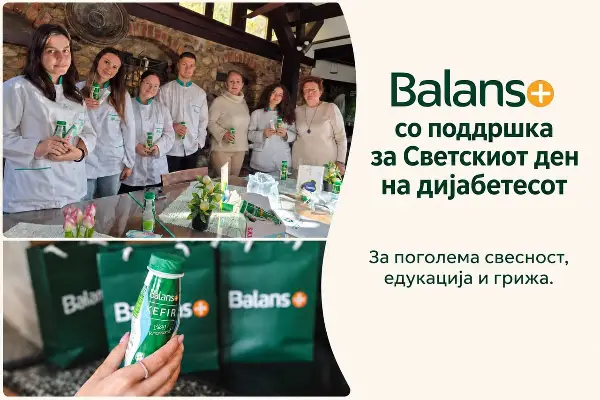 Balans+
со поддршка
за Светскиот ден
на дијабетесот
За поголема свесност,
едукација и грижа.
Balans+
Balans+
KEFIR
Balans+